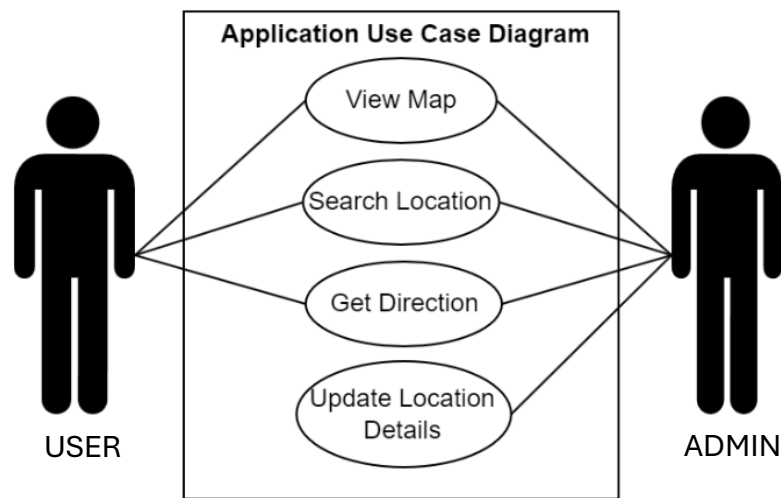 Application Use Case Diagram
View Map
Search Location
Get Direction
Update Location
Details
USER
ADMIN